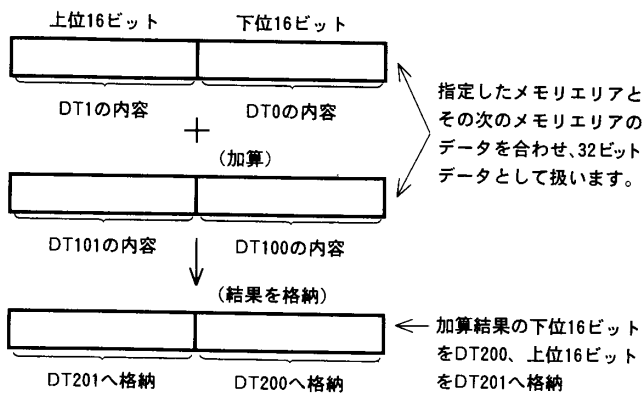 上位16ビット
下位16ビット
DT1の内容
DT0の内容
+
(加算)
指定したメモリエリアと
その次のメモリエリアの
データを合わせ、32ビット
データとして扱います。
DT101の内容
DT100の内容
(結果を格納)
DT201へ格納
DT200へ格納
加算結果の下位16ビット
をDT200、上位16ビット
をDT201へ格納